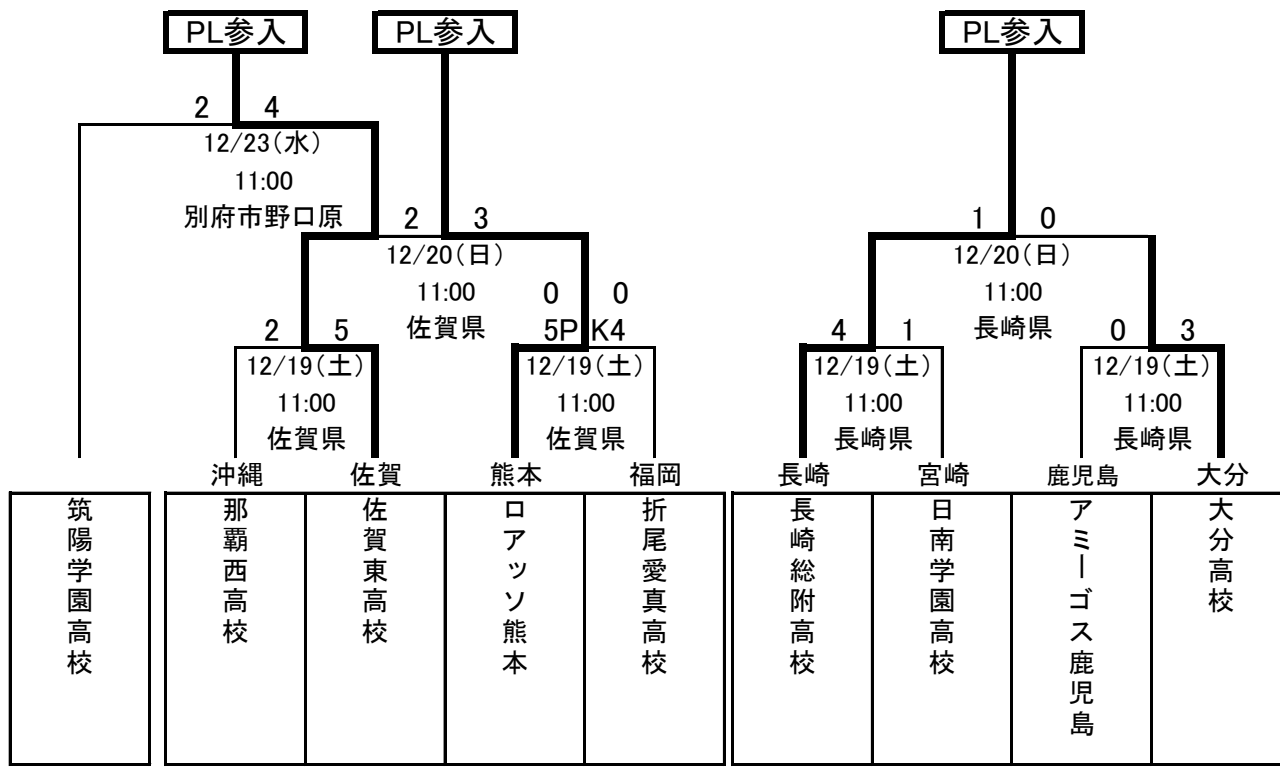 PL参入 PL参入 PL参入
2 4
12/23(水)
11:00
別府市野口原
2 3
12/20(日)
11:00
佐賀県
1 0
12/20(日)
11:00
長崎県
2 5
12/19(土)
11:00
佐賀県
0 0
5PK4
12/19(土)
11:00
佐賀県
4 1
12/19(土)
11:00
長崎県
0 3
12/19(土)
11:00
長崎県
沖縄 佐賀 熊本 福岡 長崎 宮崎 鹿児島 大分
筑陽学園高校
那覇西高校
佐賀東高校
ロアッソ熊本
折尾愛真高校
長崎総附高校
日南学園高校
アミーゴス鹿児島
大分高校